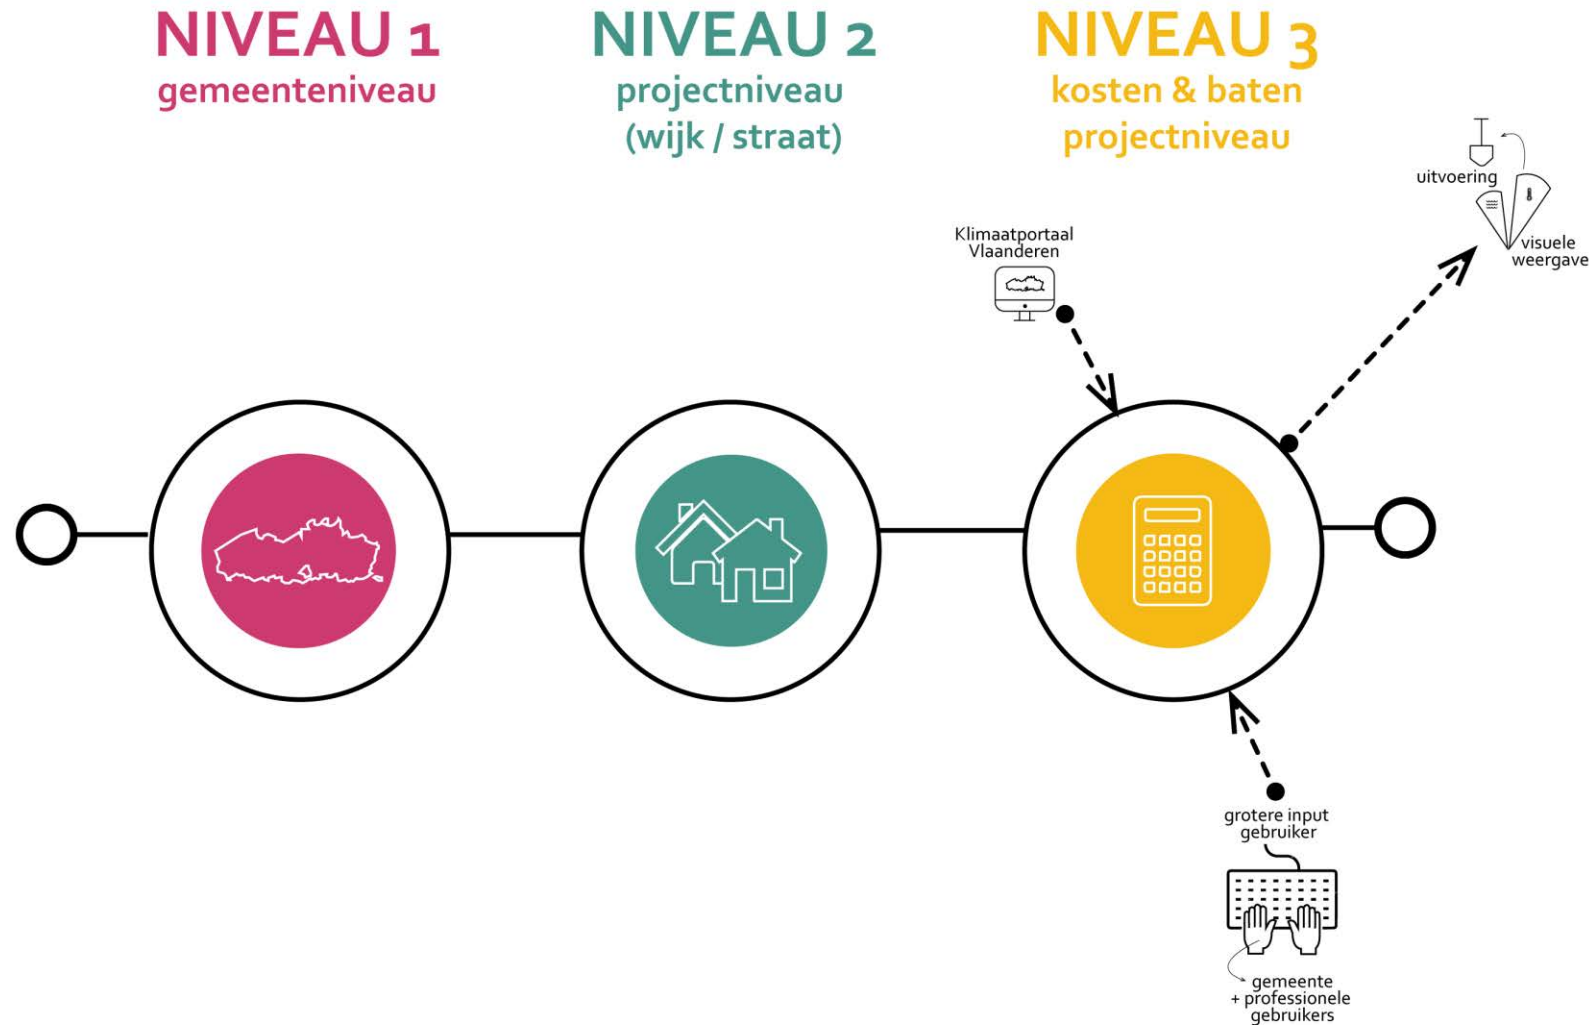 NIVEAU 1
gemeenteniveau
NIVEAU 2
projectniveau
(wijk / straat)
NIVEAU 3
kosten & baten
projectniveau
uitvoering
visuele
weergave
Klimaatportaal
Vlaanderen
grotere input
gebruiker
gemeente
+ professionele
gebruikers